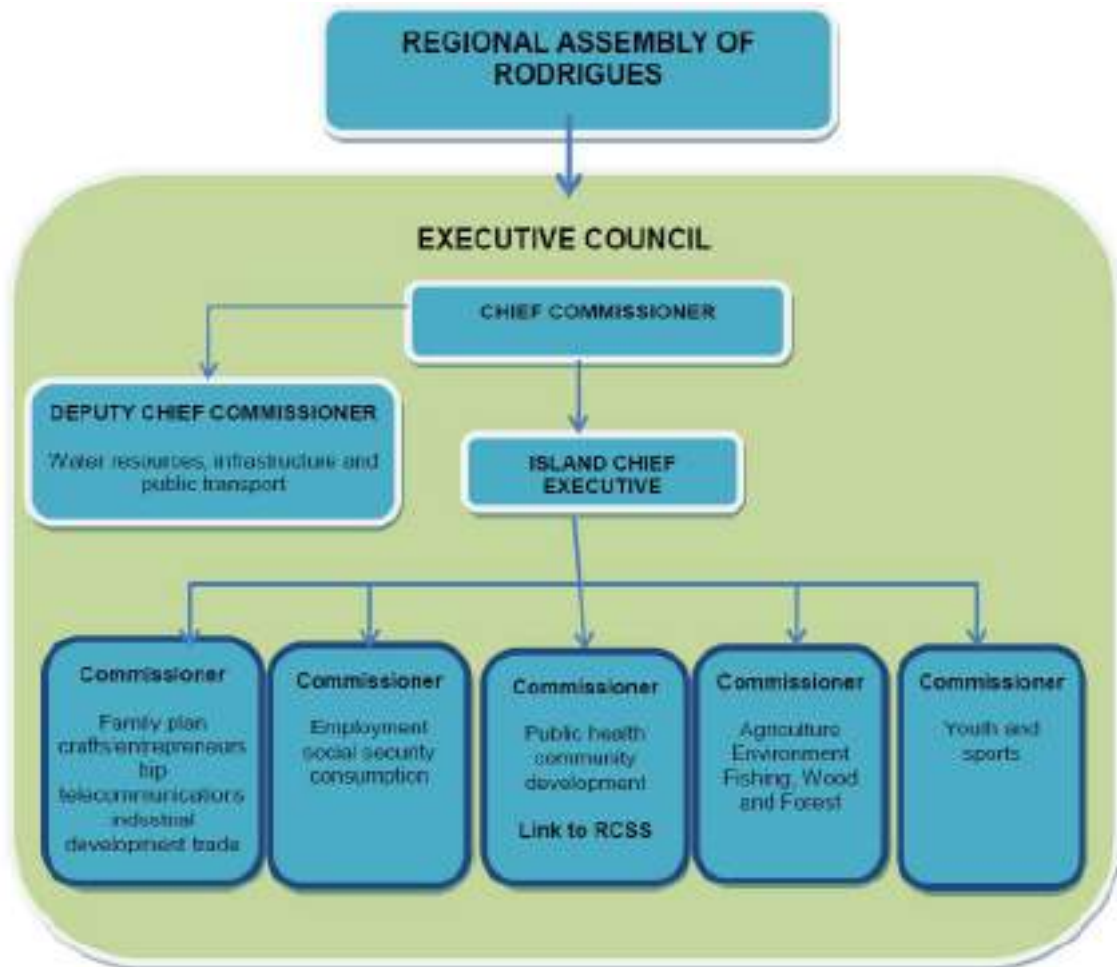 REGIONAL ASSEMBLY OF
RODRIGUES
EXECUTIVE COUNCIL
CHIEF COMMISSIONER
DEPUTY CHIEF COMMISSIONER
Water resources, infrastructure and
public transport
ISLAND CHIEF
EXECUTIVE
Commissioner
Family plan
crafts/entrepreneurs
hip
telecommunications
industrial
development trade
Commissioner
Employment
social security
consumption
Commissioner
Public health
community
development
Link to RCSS
Commissioner
Agriculture
Environment
Fishing, Wood
and Forest
Commissioner
Youth and
sports